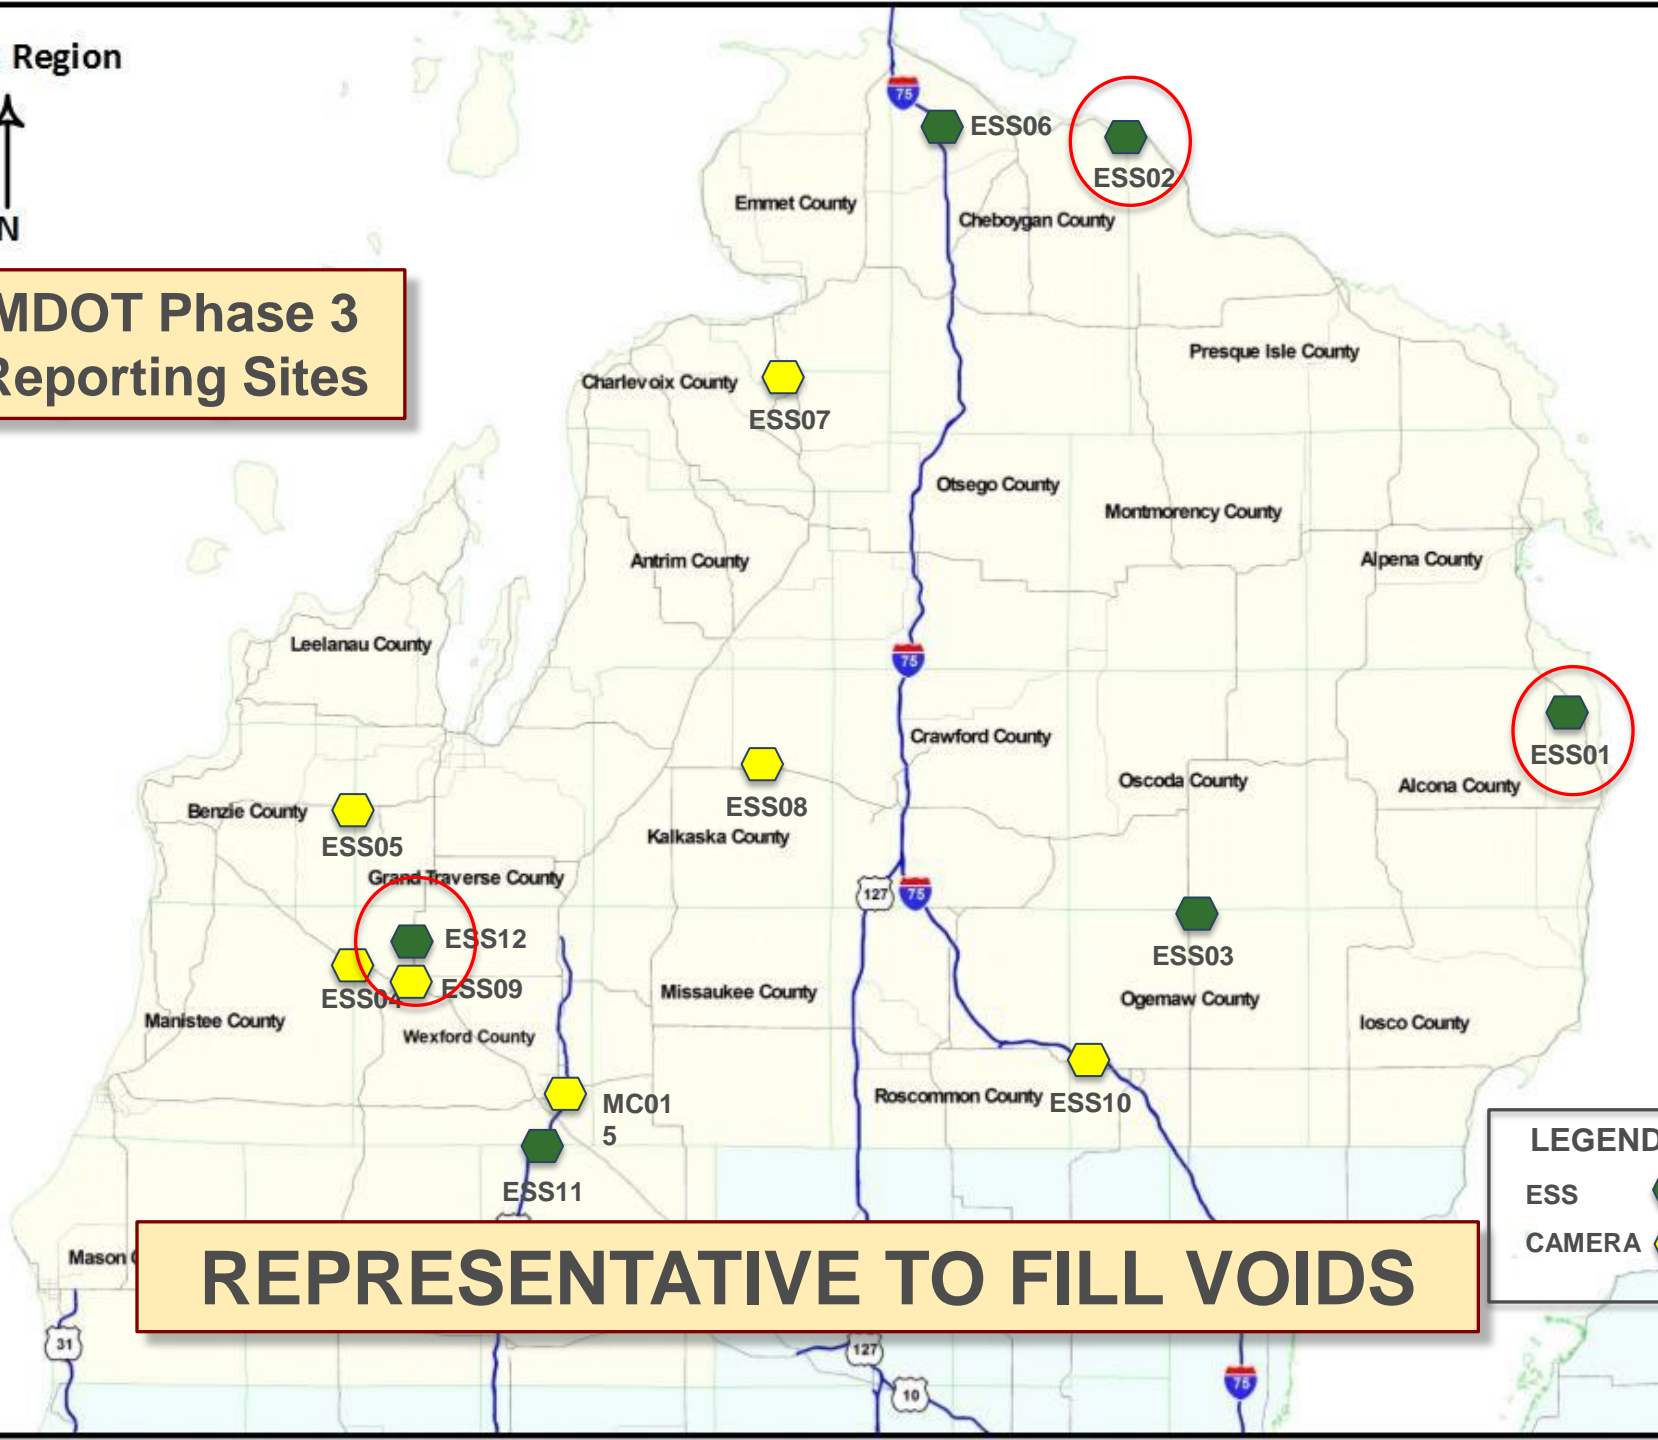 Region
N
MDOT Phase 3
Reporting Sites
75
ESS06
ESS02
Emmet County
Cheboygan County
Presque Isle County
Charlevoix County
ESS07
Otsego County
Montmorency County
Antrim County
Alpena County
Leelanau County
75
ESS01
Crawford County
Oscoda County
Alcona County
Benzie County
ESS05
ESS08
Kalkaska County
Grand Traverse County
127
75
ESS12
ESS03
ESS04
ESS09
Missaukee County
Ogemaw County
Manistee County
Wexford County
Iosco County
MC01
5
Roscommon County
ESS10
ESS11
LEGEND
ESS
CAMERA
Mason
REPRESENTATIVE TO FILL VOIDS
31
127
10
75